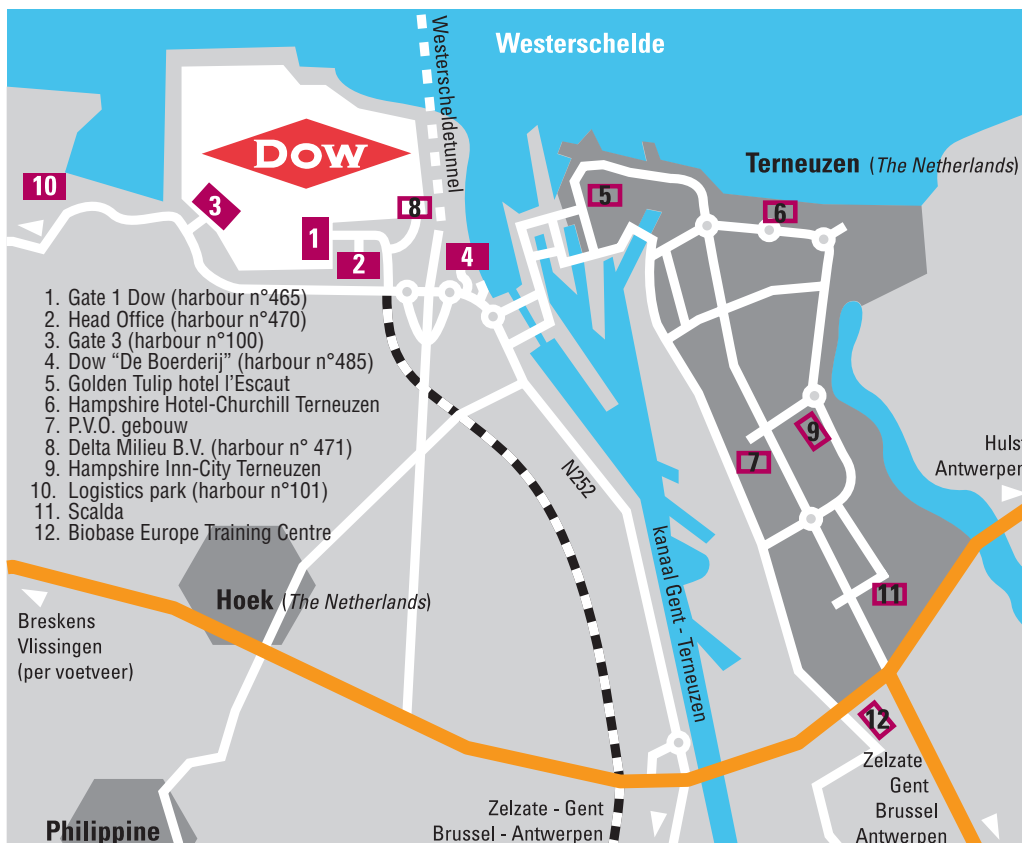 Westerschelde
Westerscheldetunnel
DOW
Terneuzen (The Netherlands)
10
3
8
5
6
1
2
4
1. Gate 1 Dow (harbour n°465)
2. Head Office (harbour n°470)
3. Gate 3 (harbour n°100)
4. Dow “De Boerderij” (harbour n°485)
5. Golden Tulip hotel l’Escaut
6. Hampshire Hotel-Churchill Terneuzen
7. P.V.O. gebouw
8. Delta Milieu B.V. (harbour n° 471)
9. Hampshire Inn-City Terneuzen
10. Logistics park (harbour n°101)
11. Scalda
12. Biobase Europe Training Centre
9
7
Hulst
Antwerpen
N252
kanaal Gent - Terneuzen
11
Hoek (The Netherlands)
Breskens
Vlissingen
(per voetveer)
12
Zelzate
Gent
Brussel
Antwerpen
Zelzate - Gent
Brussel - Antwerpen
Philippine